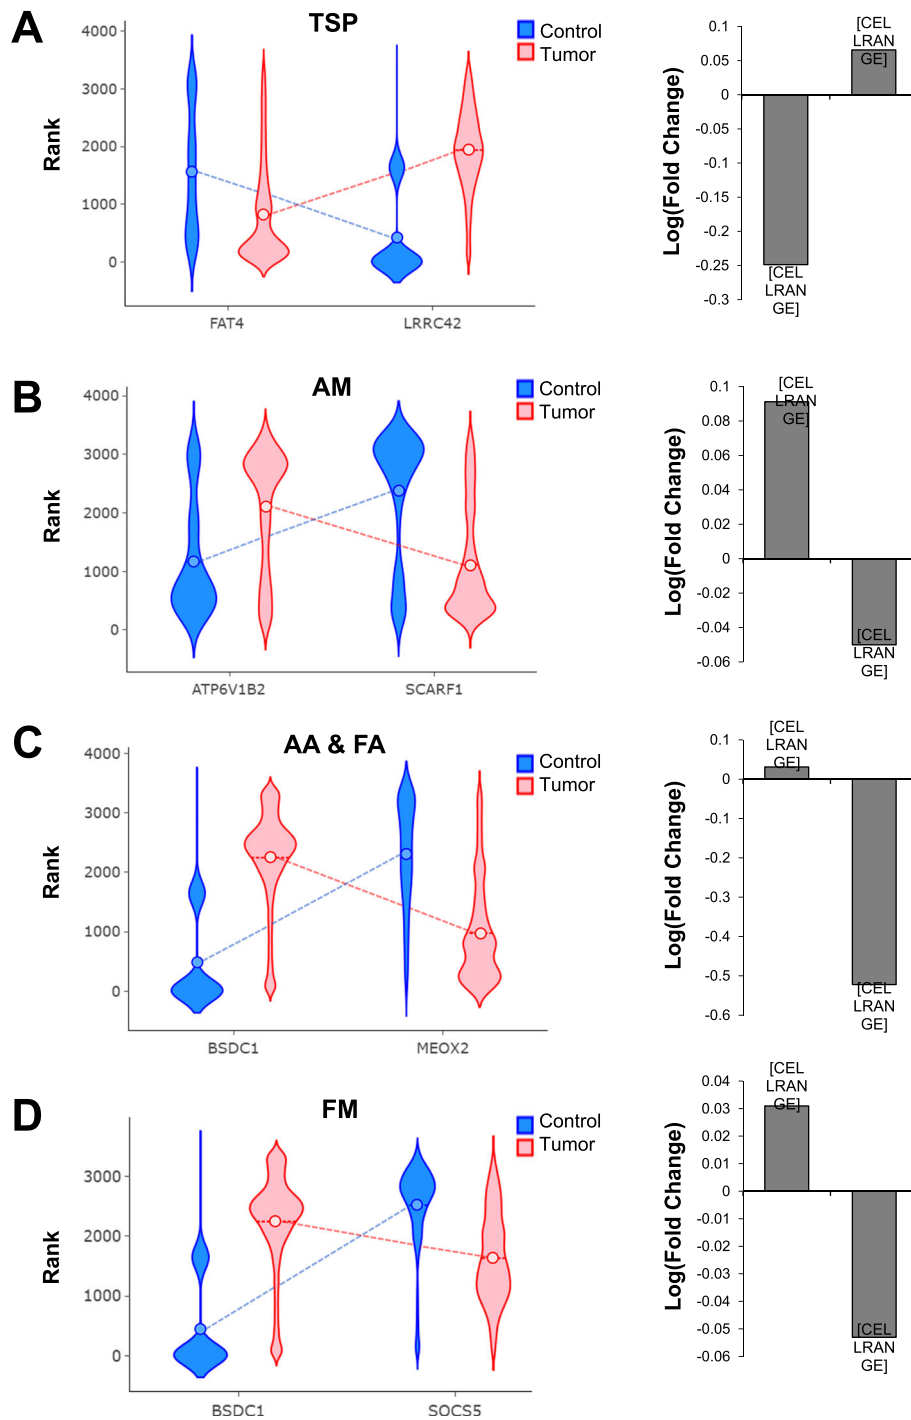 A
TSP
Control
Tumor
Rank
4000
3000
2000
1000
0
FAT4
LRRC42
Log(Fold Change)
0.1
0.05
0
-0.05
-0.1
-0.15
-0.2
-0.25
-0.3
[CEL
LRAN
GE]
[CEL
LRAN
GE]
B
AM
Control
Tumor
Rank
4000
3000
2000
1000
0
ATP6V1B2
SCARF1
Log(Fold Change)
0.1
0.08
0.06
0.04
0.02
0
-0.02
-0.04
-0.06
[CEL
LRAN
GE]
[CEL
LRAN
GE]
C
AA & FA
Control
Tumor
Rank
4000
3000
2000
1000
0
BSDC1
MEOX2
Log(Fold Change)
0.1
0
-0.1
-0.2
-0.3
-0.4
-0.5
-0.6
[CEL
LRAN
GE]
[CEL
LRAN
GE]
D
FM
Control
Tumor
Rank
3000
2000
1000
0
BSDC1
SOCS5
Log(Fold Change)
0.04
0.03
0.02
0.01
0
-0.01
-0.02
-0.03
-0.04
-0.05
-0.06
[CEL
LRAN
GE]
[CEL
LRAN
GE]